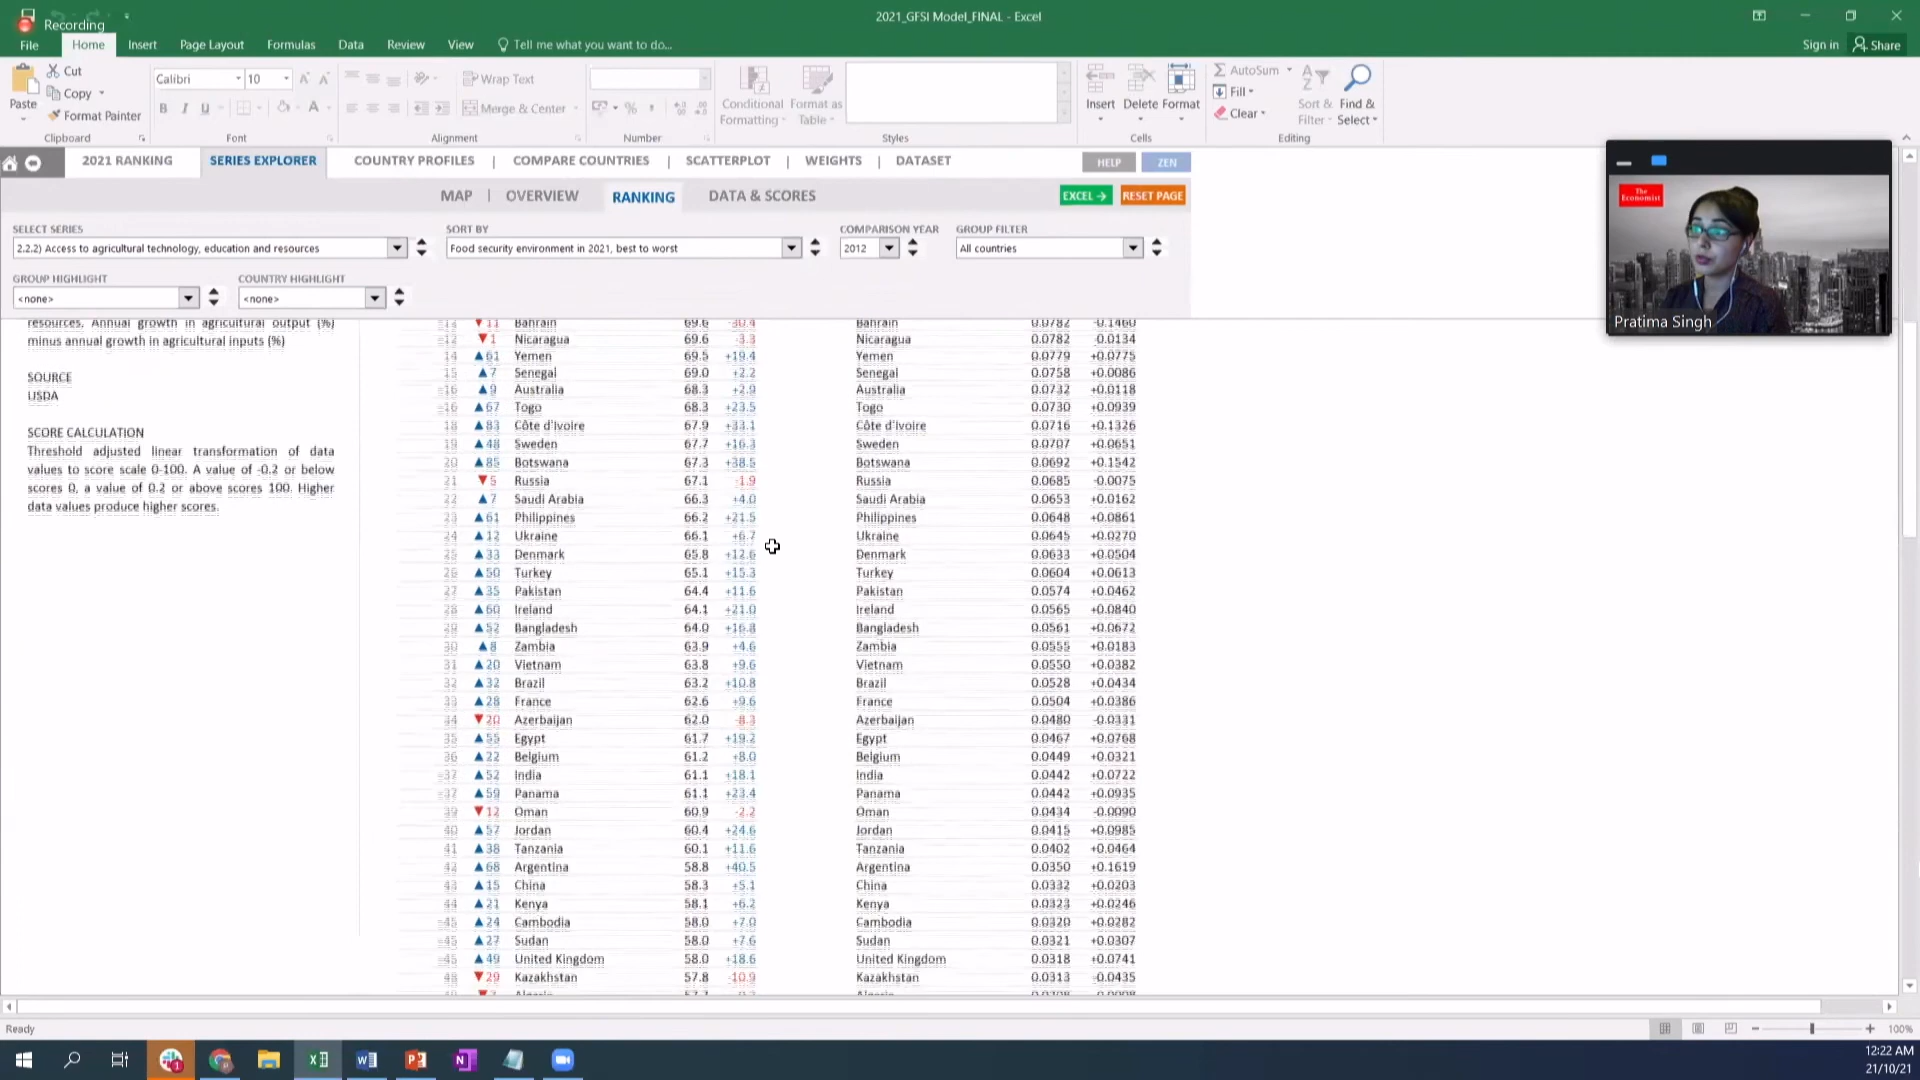 Recording
2021_GFSI Model_FINAL - Excel
File Home Insert Page Layout Formulas Data Review View Tell me what you want to do... Sign in Share
Cut
Copy
Format Painter
Paste
Calibri 10
B I U
Wrap Text
Merge & Center
Conditional Formatting
Format as Table
Insert Delete Format
AutoSum
Fill
Clear
Sort & Filter
Find & Select
Clipboard Font Alignment Number Styles Cells Editing
2021 RANKING SERIES EXPLORER COUNTRY PROFILES | COMPARE COUNTRIES | SCATTERPLOT | WEIGHTS | DATASET HELP ZEN
MAP | OVERVIEW RANKING DATA & SCORES EXCEL → RESET PAGE
SELECT SERIES SORT BY COMPARISON YEAR GROUP FILTER
2.2.2) Access to agricultural technology, education and resources Food security environment in 2021, best to worst 2012 All countries
GROUP HIGHLIGHT COUNTRY HIGHLIGHT
<none> <none>
The Economist
Pratima Singh
resources. Annual growth in agricultural output (%)
minus annual growth in agricultural inputs (%)
SOURCE
USDA
SCORE CALCULATION
Threshold adjusted linear transformation of data
values to score scale 0-100. A value of -0.2 or below
scores 0, a value of 0.2 or above scores 100. Higher
data values produce higher scores.
▼11 Bahrain 69.6 -30.4 Bahrain 0.0782 -0.1460
=12 ▼1 Nicaragua 69.6 -3.3 Nicaragua 0.0782 -0.0134
14 ▲61 Yemen 69.5 +19.4 Yemen 0.0779 +0.0775
15 ▲7 Senegal 69.0 +2.2 Senegal 0.0758 +0.0086
=16 ▲9 Australia 68.3 +2.9 Australia 0.0732 +0.0118
=16 ▲67 Togo 68.3 +23.5 Togo 0.0730 +0.0939
18 ▲83 Côte d'Ivoire 67.9 +33.1 Côte d'Ivoire 0.0716 +0.1326
19 ▲48 Sweden 67.7 +16.3 Sweden 0.0707 +0.0651
20 ▲85 Botswana 67.3 +38.5 Botswana 0.0692 +0.1542
21 ▼5 Russia 67.1 -1.9 Russia 0.0685 -0.0075
22 ▲7 Saudi Arabia 66.3 +4.0 Saudi Arabia 0.0653 +0.0162
23 ▲61 Philippines 66.2 +21.5 Philippines 0.0648 +0.0861
24 ▲12 Ukraine 66.1 +6.7 Ukraine 0.0645 +0.0270
25 ▲33 Denmark 65.8 +12.6 Denmark 0.0633 +0.0504
26 ▲50 Turkey 65.1 +15.3 Turkey 0.0604 +0.0613
27 ▲35 Pakistan 64.4 +11.6 Pakistan 0.0574 +0.0462
28 ▲60 Ireland 64.1 +21.0 Ireland 0.0565 +0.0840
29 ▲52 Bangladesh 64.0 +16.8 Bangladesh 0.0561 +0.0672
30 ▲8 Zambia 63.9 +4.6 Zambia 0.0555 +0.0183
31 ▲20 Vietnam 63.8 +9.6 Vietnam 0.0550 +0.0382
32 ▲32 Brazil 63.2 +10.8 Brazil 0.0528 +0.0434
33 ▲28 France 62.6 +9.6 France 0.0504 +0.0386
34 ▼20 Azerbaijan 62.0 -8.3 Azerbaijan 0.0480 -0.0331
35 ▲55 Egypt 61.7 +19.2 Egypt 0.0467 +0.0768
36 ▲22 Belgium 61.2 +8.0 Belgium 0.0449 +0.0321
=37 ▲52 India 61.1 +18.1 India 0.0442 +0.0722
=37 ▲59 Panama 61.1 +23.4 Panama 0.0442 +0.0935
39 ▼12 Oman 60.9 -2.2 Oman 0.0434 -0.0090
40 ▲57 Jordan 60.4 +24.6 Jordan 0.0415 +0.0985
41 ▲38 Tanzania 60.1 +11.6 Tanzania 0.0402 +0.0464
42 ▲68 Argentina 58.8 +40.5 Argentina 0.0350 +0.1619
43 ▲15 China 58.3 +5.1 China 0.0332 +0.0203
44 ▲21 Kenya 58.1 +6.2 Kenya 0.0323 +0.0246
=45 ▲24 Cambodia 58.0 +7.0 Cambodia 0.0320 +0.0282
=45 ▲27 Sudan 58.0 +7.6 Sudan 0.0321 +0.0307
=45 ▲49 United Kingdom 58.0 +18.6 United Kingdom 0.0318 +0.0741
48 ▼29 Kazakhstan 57.8 -10.9 Kazakhstan 0.0313 -0.0435
Ready 100%
12:22 AM
21/10/21